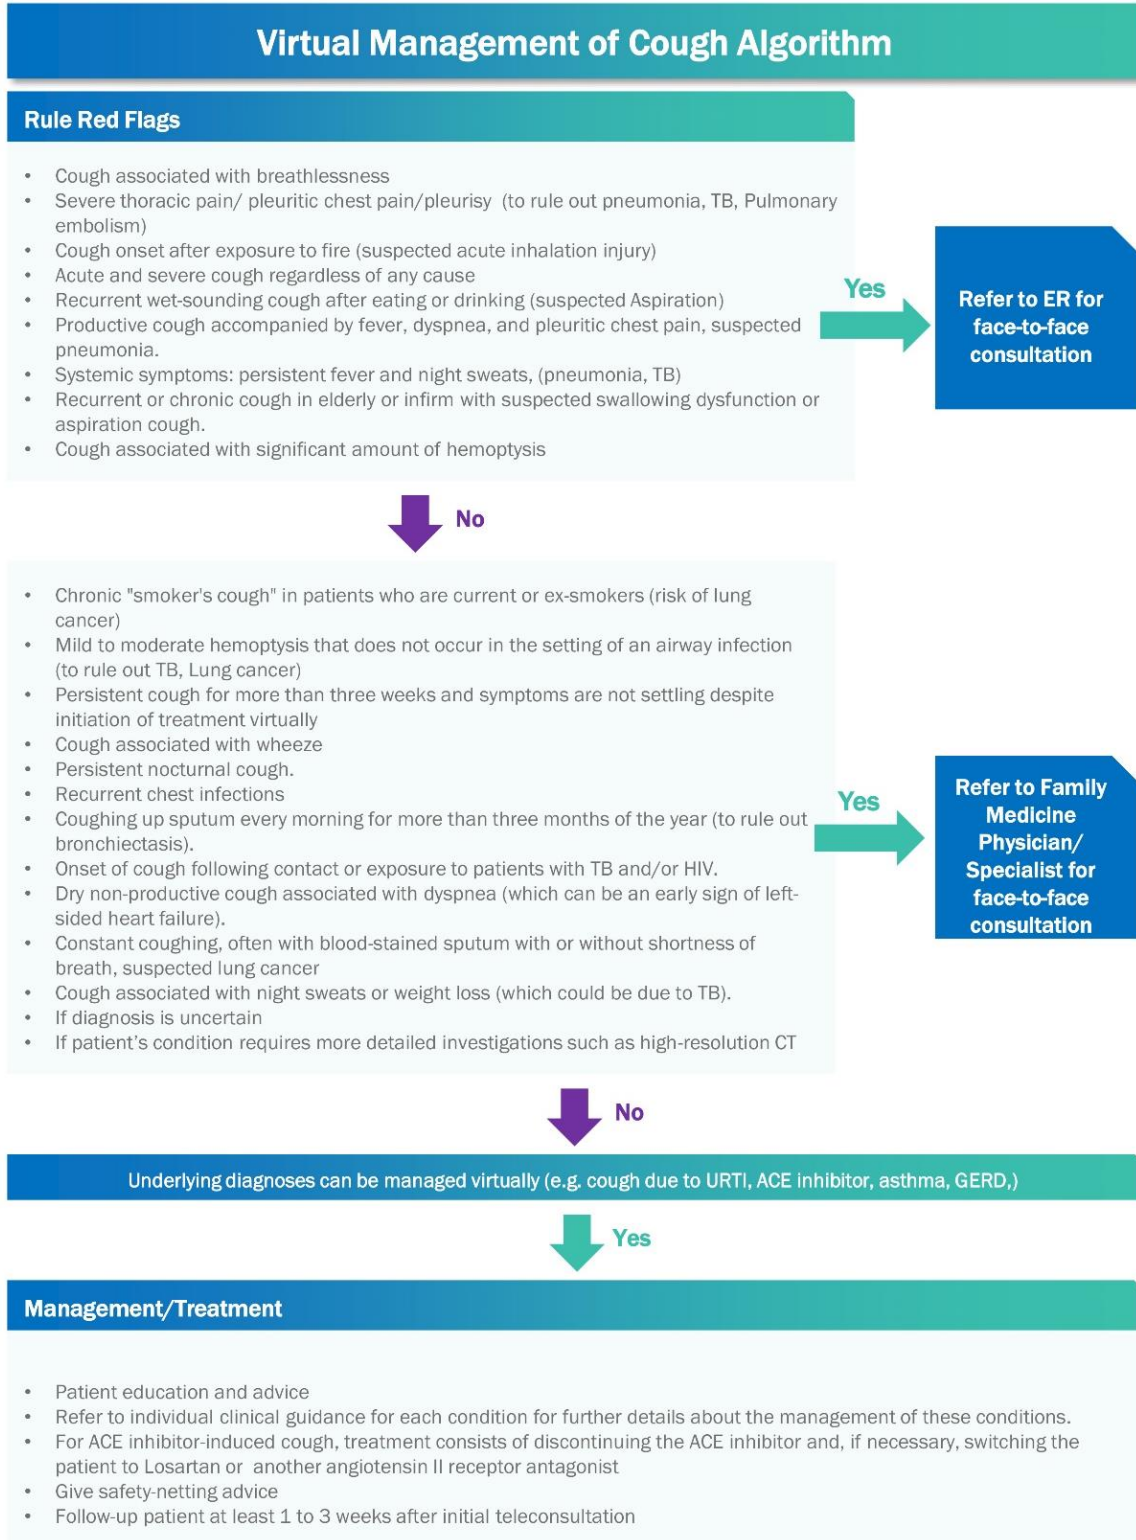 Virtual Management of Cough Algorithm
Rule Red Flags
• Cough associated with breathlessness
• Severe thoracic pain/ pleuritic chest pain/pleurisy (to rule out pneumonia, TB, Pulmonary
embolism)
• Cough onset after exposure to fire (suspected acute inhalation injury)
• Acute and severe cough regardless of any cause
• Recurrent wet-sounding cough after eating or drinking (suspected Aspiration)
• Productive cough accompanied by fever, dyspnea, and pleuritic chest pain, suspected
pneumonia.
• Systemic symptoms: persistent fever and night sweats, (pneumonia, TB)
• Recurrent or chronic cough in elderly or infirm with suspected swallowing dysfunction or
aspiration cough.
• Cough associated with significant amount of hemoptysis
Yes
Refer to ER for
face-to-face
consultation
No
• Chronic "smoker's cough" in patients who are current or ex-smokers (risk of lung
cancer)
• Mild to moderate hemoptysis that does not occur in the setting of an airway infection
(to rule out TB, Lung cancer)
• Persistent cough for more than three weeks and symptoms are not settling despite
initiation of treatment virtually
• Cough associated with wheeze
• Persistent nocturnal cough.
• Recurrent chest infections
• Coughing up sputum every morning for more than three months of the year (to rule out
bronchiectasis).
• Onset of cough following contact or exposure to patients with TB and/or HIV.
• Dry non-productive cough associated with dyspnea (which can be an early sign of left-
sided heart failure).
• Constant coughing, often with blood-stained sputum with or without shortness of
breath, suspected lung cancer
• Cough associated with night sweats or weight loss (which could be due to TB).
• If diagnosis is uncertain
• If patient's condition requires more detailed investigations such as high-resolution CT
Yes
Refer to Family
Medicine
Physician/
Specialist for
face-to-face
consultation
No
Underlying diagnoses can be managed virtually (e.g. cough due to URTI, ACE inhibitor, asthma, GERD,)
Yes
Management/Treatment
• Patient education and advice
• Refer to individual clinical guidance for each condition for further details about the management of these conditions.
• For ACE inhibitor-induced cough, treatment consists of discontinuing the ACE inhibitor and, if necessary, switching the
patient to Losartan or another angiotensin II receptor antagonist
• Give safety-netting advice
• Follow-up patient at least 1 to 3 weeks after initial teleconsultation